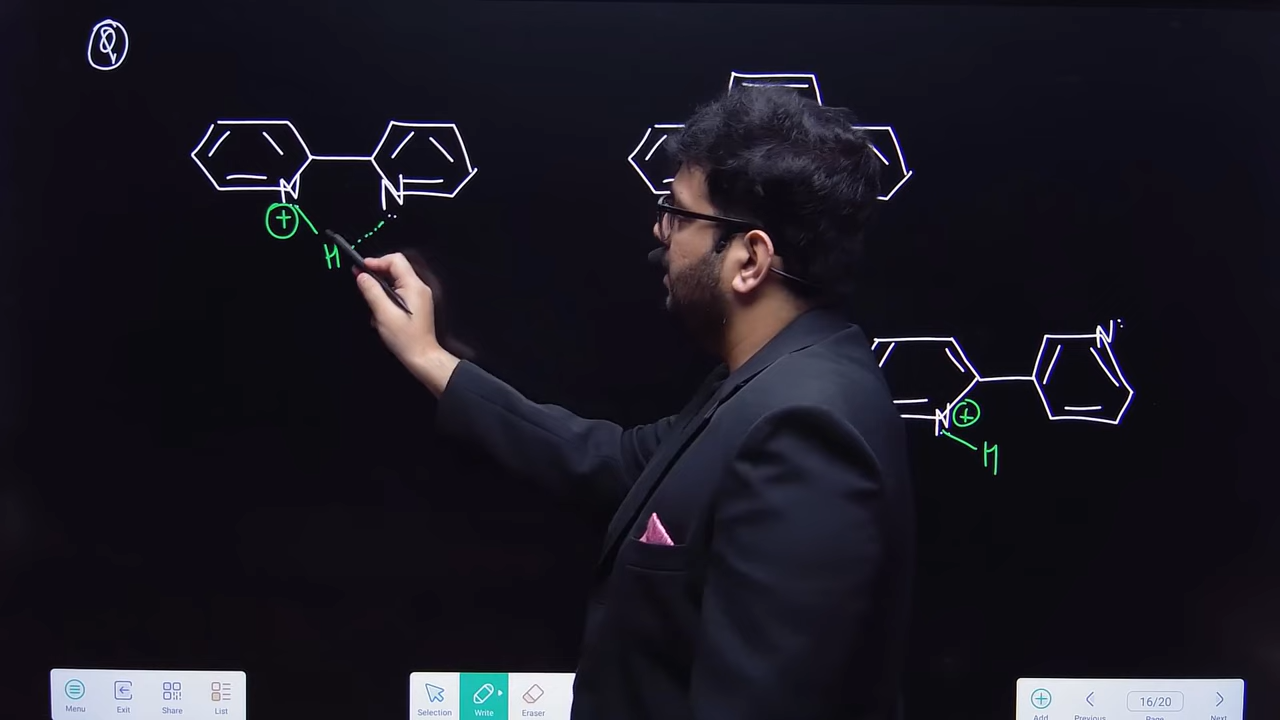 Q
N N
⊕
H
N
N ⊕
H
Menu Exit Share List
Selection Write Eraser
Add Previous 16/20 Next